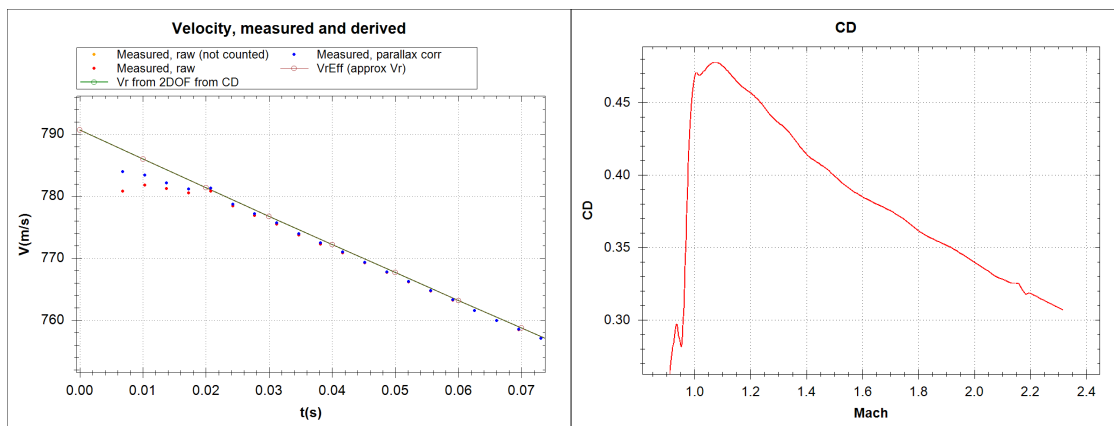 Velocity, measured and derived
Measured, raw (not counted)
Measured, parallax corr
Measured, raw
VrEff (approx Vr)
Vr from 2DOF from CD
V(m/s)
790
780
770
760
0.00 0.01 0.02 0.03 0.04 0.05 0.06 0.07
t(s)
CD
CD
0.45
0.40
0.35
0.30
1.0 1.2 1.4 1.6 1.8 2.0 2.2 2.4
Mach